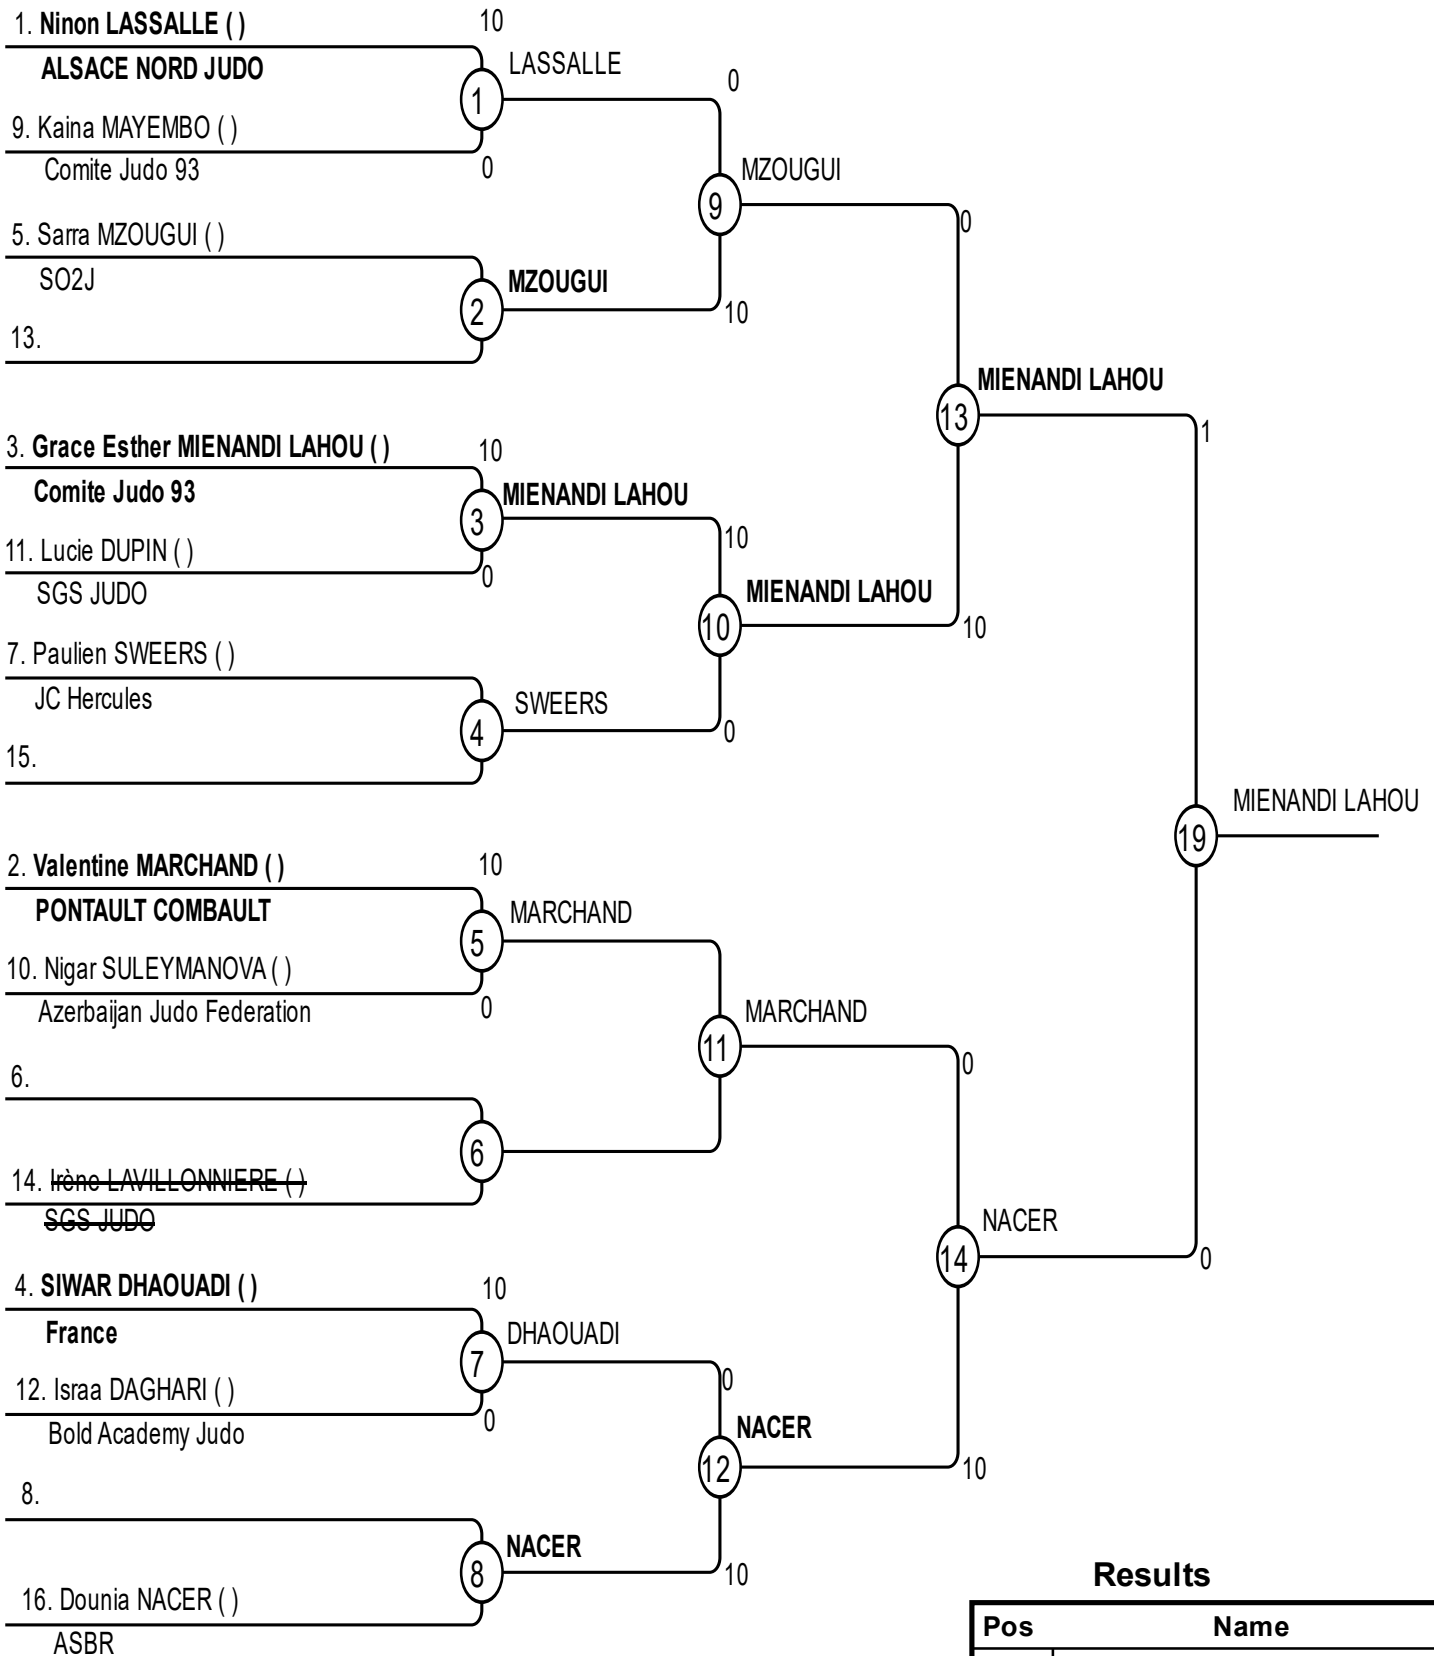 1. Ninon LASSALLE ( )
10
ALSACE NORD JUDO
LASSALLE
0
1
9. Kaina MAYEMBO ( )
Comite Judo 93
0
MZOUGUI
9
0
5. Sarra MZOUGUI ( )
SO2J
MZOUGUI
2
10
13.
MIENANDI LAHOU
13
1
3. Grace Esther MIENANDI LAHOU ( )
10
Comite Judo 93
MIENANDI LAHOU
3
10
11. Lucie DUPIN ( )
0
SGS JUDO
MIENANDI LAHOU
10
10
7. Paulien SWEERS ( )
JC Hercules
SWEERS
4
0
15.
MIENANDI LAHOU
19
2. Valentine MARCHAND ( )
10
PONTAULT COMBAULT
MARCHAND
5
10. Nigar SULEYMANOVA ( )
Azerbaijan Judo Federation
0
MARCHAND
11
0
6.
6
14. Irène LAVILLONNIERE ( )
SGS JUDO
NACER
14
0
4. SIWAR DHAOUADI ( )
10
France
DHAOUADI
7
0
12. Israa DAGHARI ( )
0
Bold Academy Judo
NACER
12
10
8.
NACER
8
10
16. Dounia NACER ( )
ASBR
Results
Pos Name